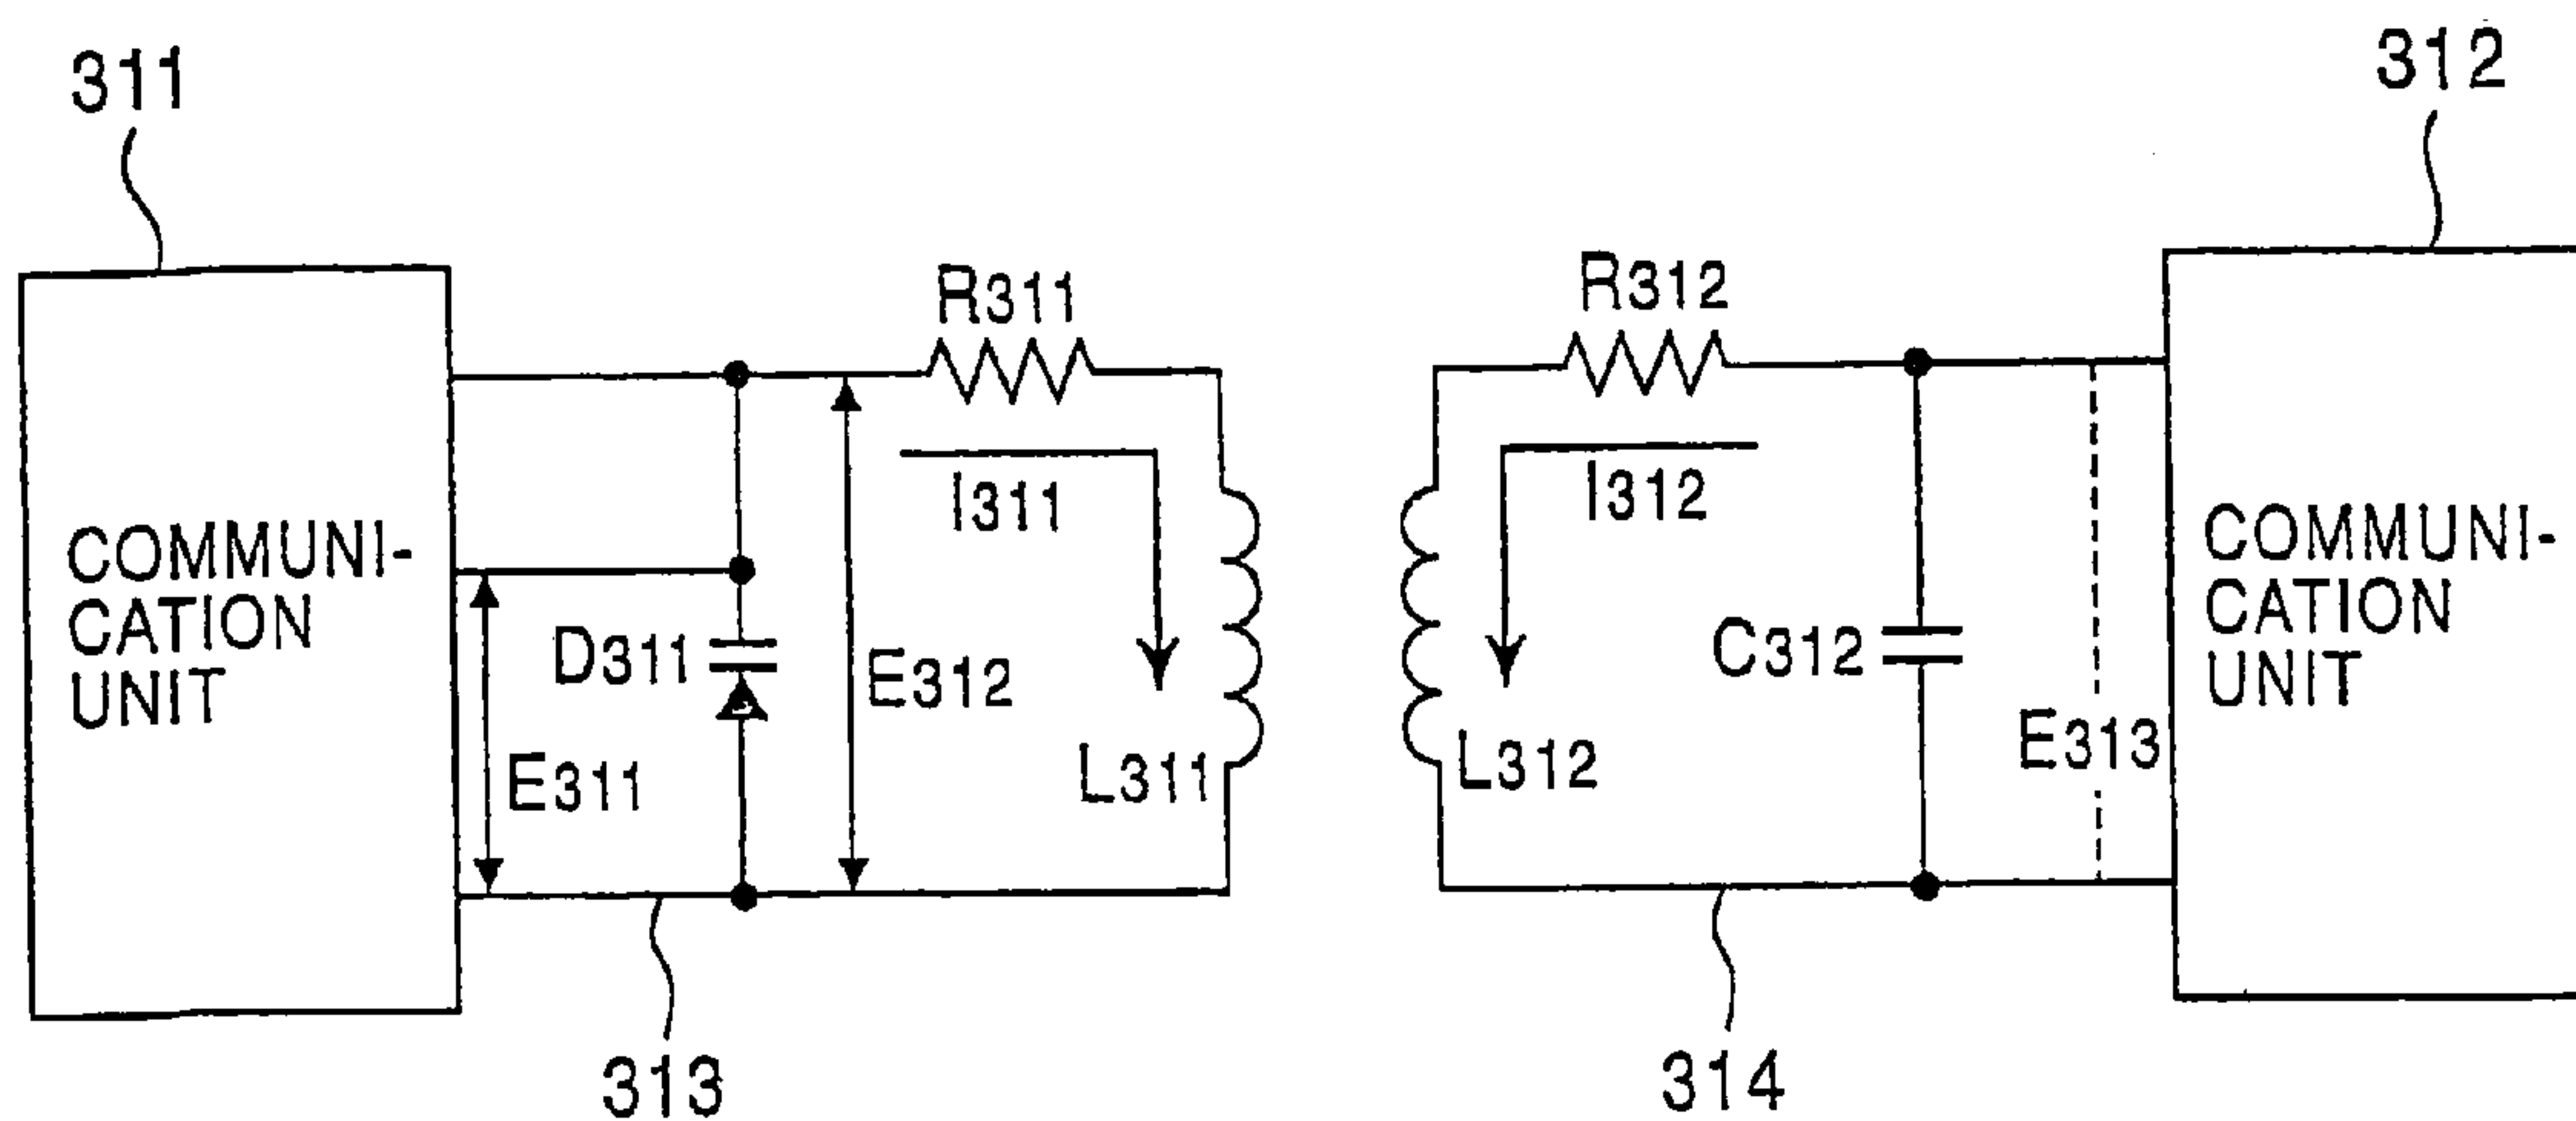 311
312
R311
R312
I311
I312
COMMUNI-
CATION
UNIT
D311
E312
E311
L311
L312
C312
E313
COMMUNI-
CATION
UNIT
313
314